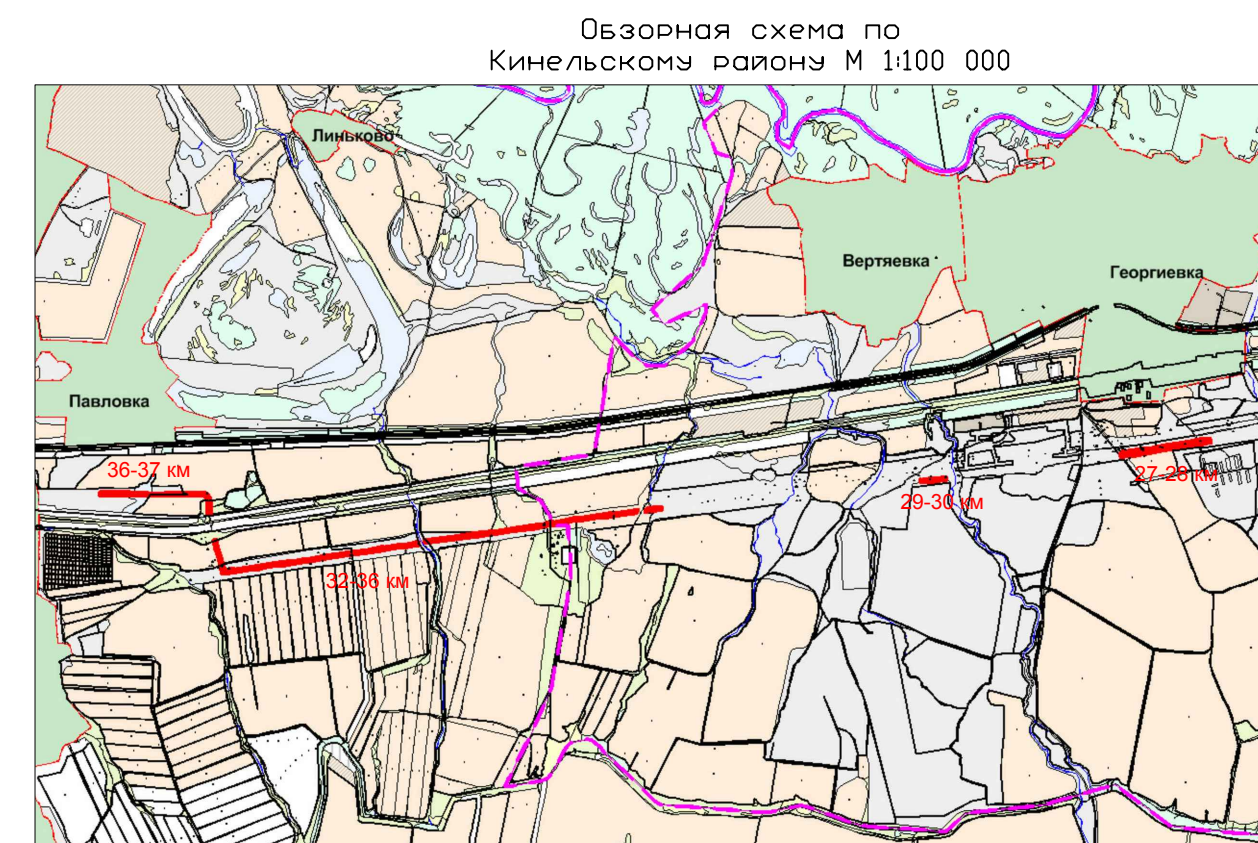 Обзорная схема по
Кинельскому району М 1:100 000
Линьково
Вертяевка
Георгиевка
Павловка
36-37 км
27-28 км
29-30 км
32-36 км